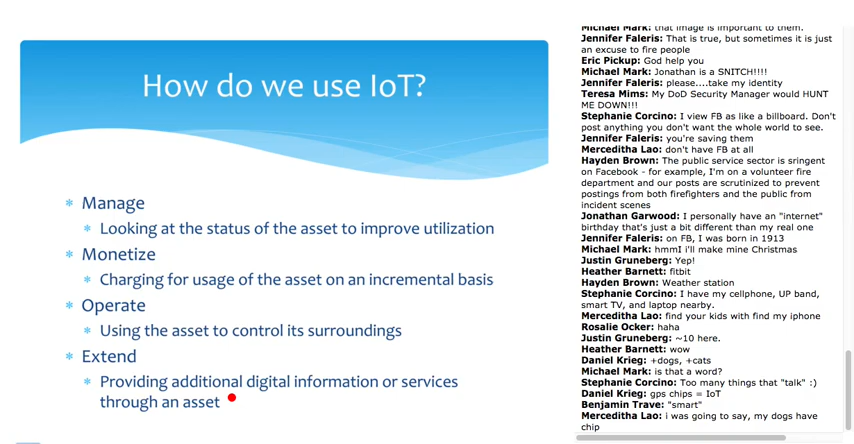 How do we use IoT?
Manage
Looking at the status of the asset to improve utilization
Monetize
Charging for usage of the asset on an incremental basis
Operate
Using the asset to control its surroundings
Extend
Providing additional digital information or services
through an asset
Michael Mark: that image is important to them.
Jennifer Faleris: That is true, but sometimes it is just
an excuse to fire people
Eric Pickup: God help you
Michael Mark: Jonathan is a SNITCH!!!!
Jennifer Faleris: please....take my identity
Teresa Mims: My DoD Security Manager would HUNT
ME DOWN!!!
Stephanie Corcino: I view FB as like a billboard. Don't
post anything you don't want the whole world to see.
Jennifer Faleris: you're saving them
Merceditha Lao: don't have FB at all
Hayden Brown: The public service sector is sringent
on Facebook - for example, I'm on a volunteer fire
department and our posts are scrutinized to prevent
postings from both firefighters and the public from
incident scenes
Jonathan Garwood: I personally have an "internet"
birthday that's just a bit different than my real one
Jennifer Faleris: on FB, I was born in 1913
Michael Mark: hmmI i'll make mine Christmas
Justin Gruneberg: Yep!
Heather Barnett: fitbit
Hayden Brown: Weather station
Stephanie Corcino: I have my cellphone, UP band,
smart TV, and laptop nearby.
Merceditha Lao: find your kids with find my iphone
Rosalie Ocker: haha
Justin Gruneberg: ~10 here.
Heather Barnett: wow
Daniel Krieg: +dogs, +cats
Michael Mark: is that a word?
Stephanie Corcino: Too many things that "talk" :)
Daniel Krieg: gps chips = IoT
Benjamin Trave: "smart"
Merceditha Lao: i was going to say, my dogs have
chip